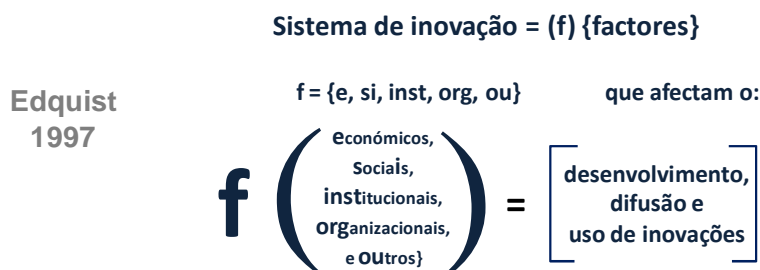 Sistema de inovação = (f) {factores}
Edquist
1997
f = {e, si, inst, org, ou}
que afectam o:
f
económicos,
Sociais,
institucionais,
organizacionais,
e outros}
=
desenvolvimento,
difusão e
uso de inovações